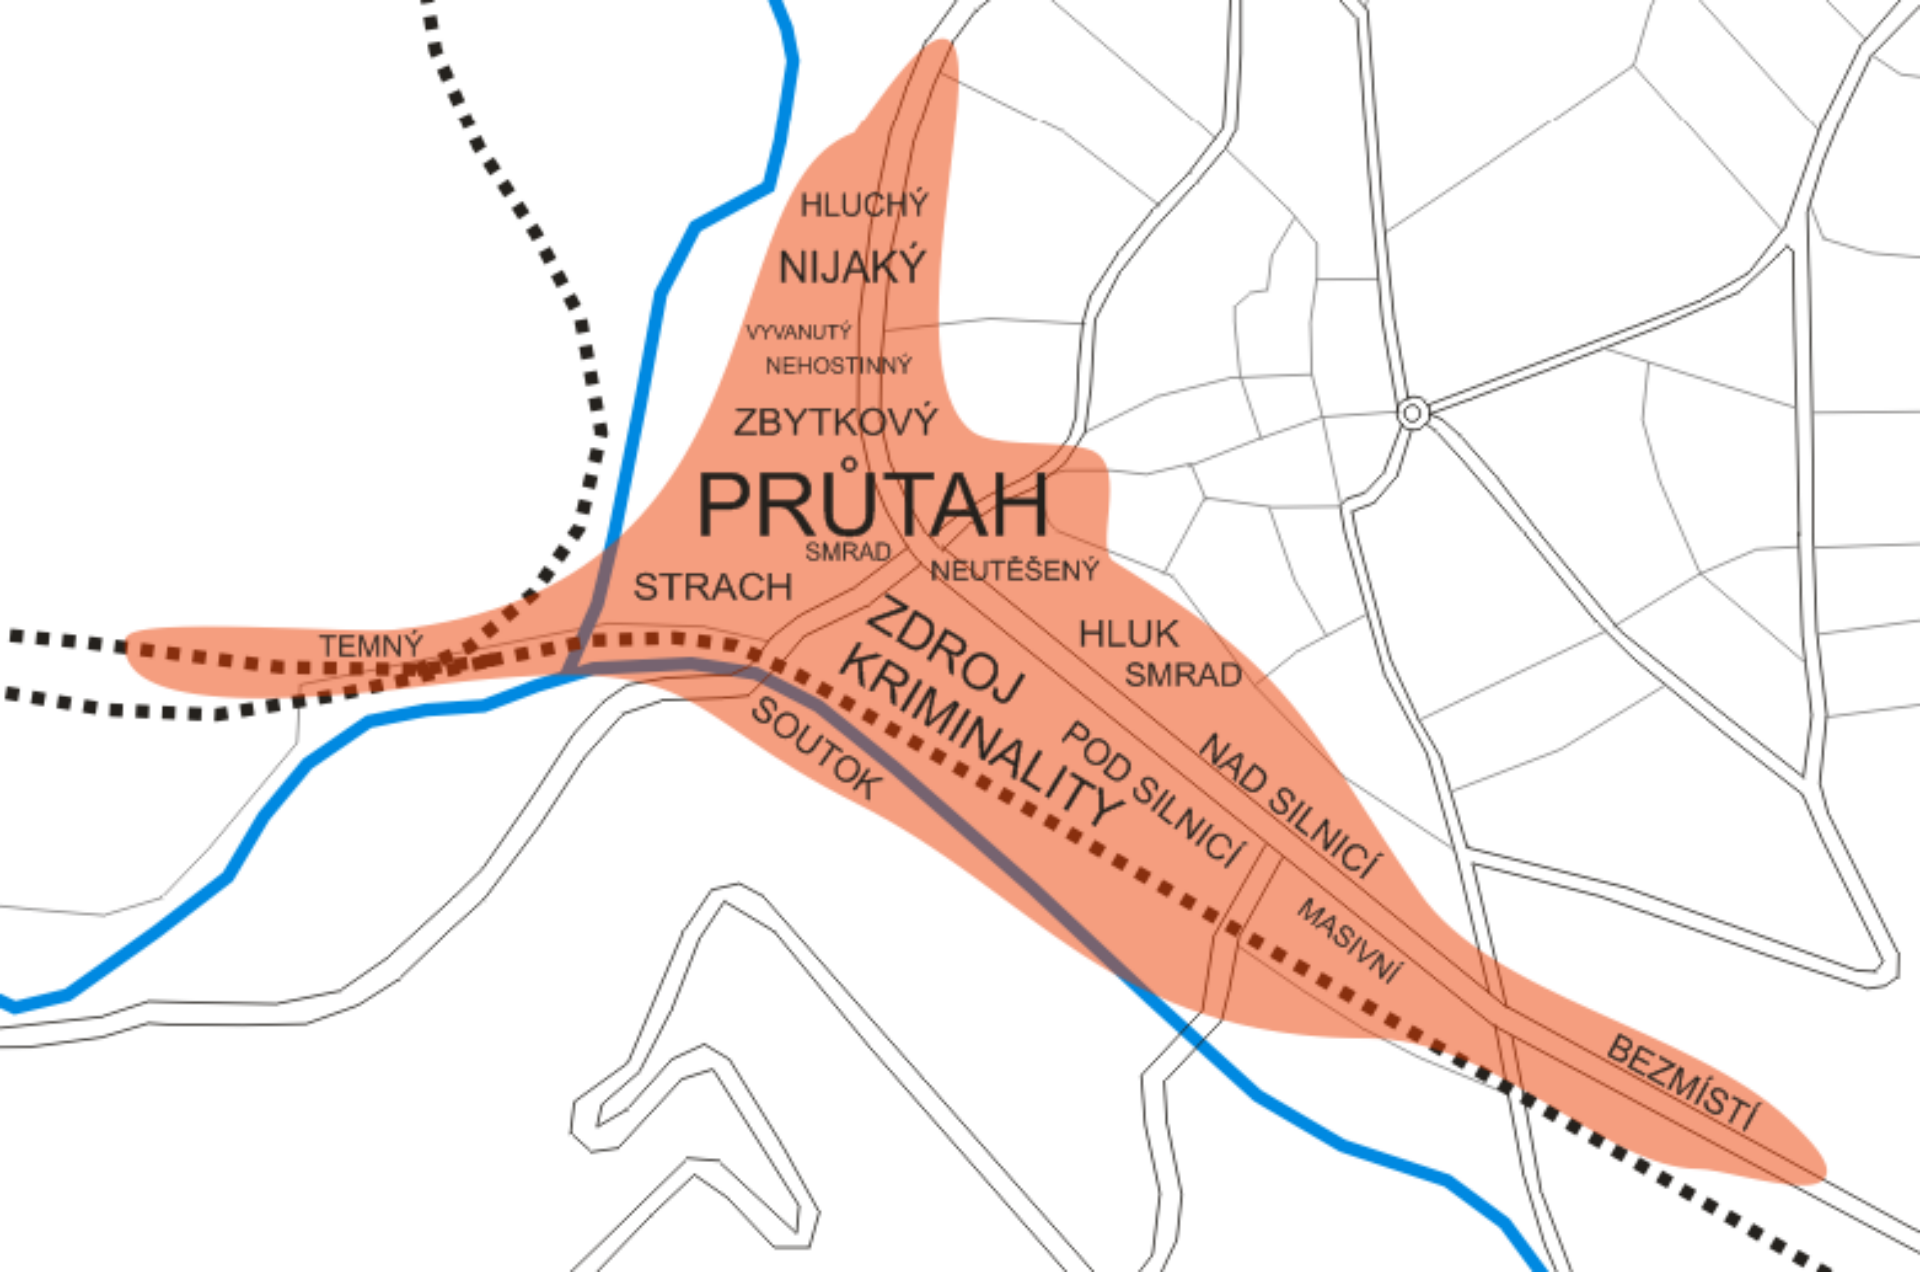 HLUCHÝ
NIJAKÝ
VYVANUTÝ
NEHOSTINNÝ
ZBYTKOVÝ
PRŮTAH
SMRAD
NEUTĚŠENÝ
STRACH
TEMNÝ
HLUK
SMRAD
ZDROJ
KRIMINALITY
SOUTOK
POD SILNICÍ
NAD SILNICÍ
MASIVNÍ
BEZMÍSTÍ